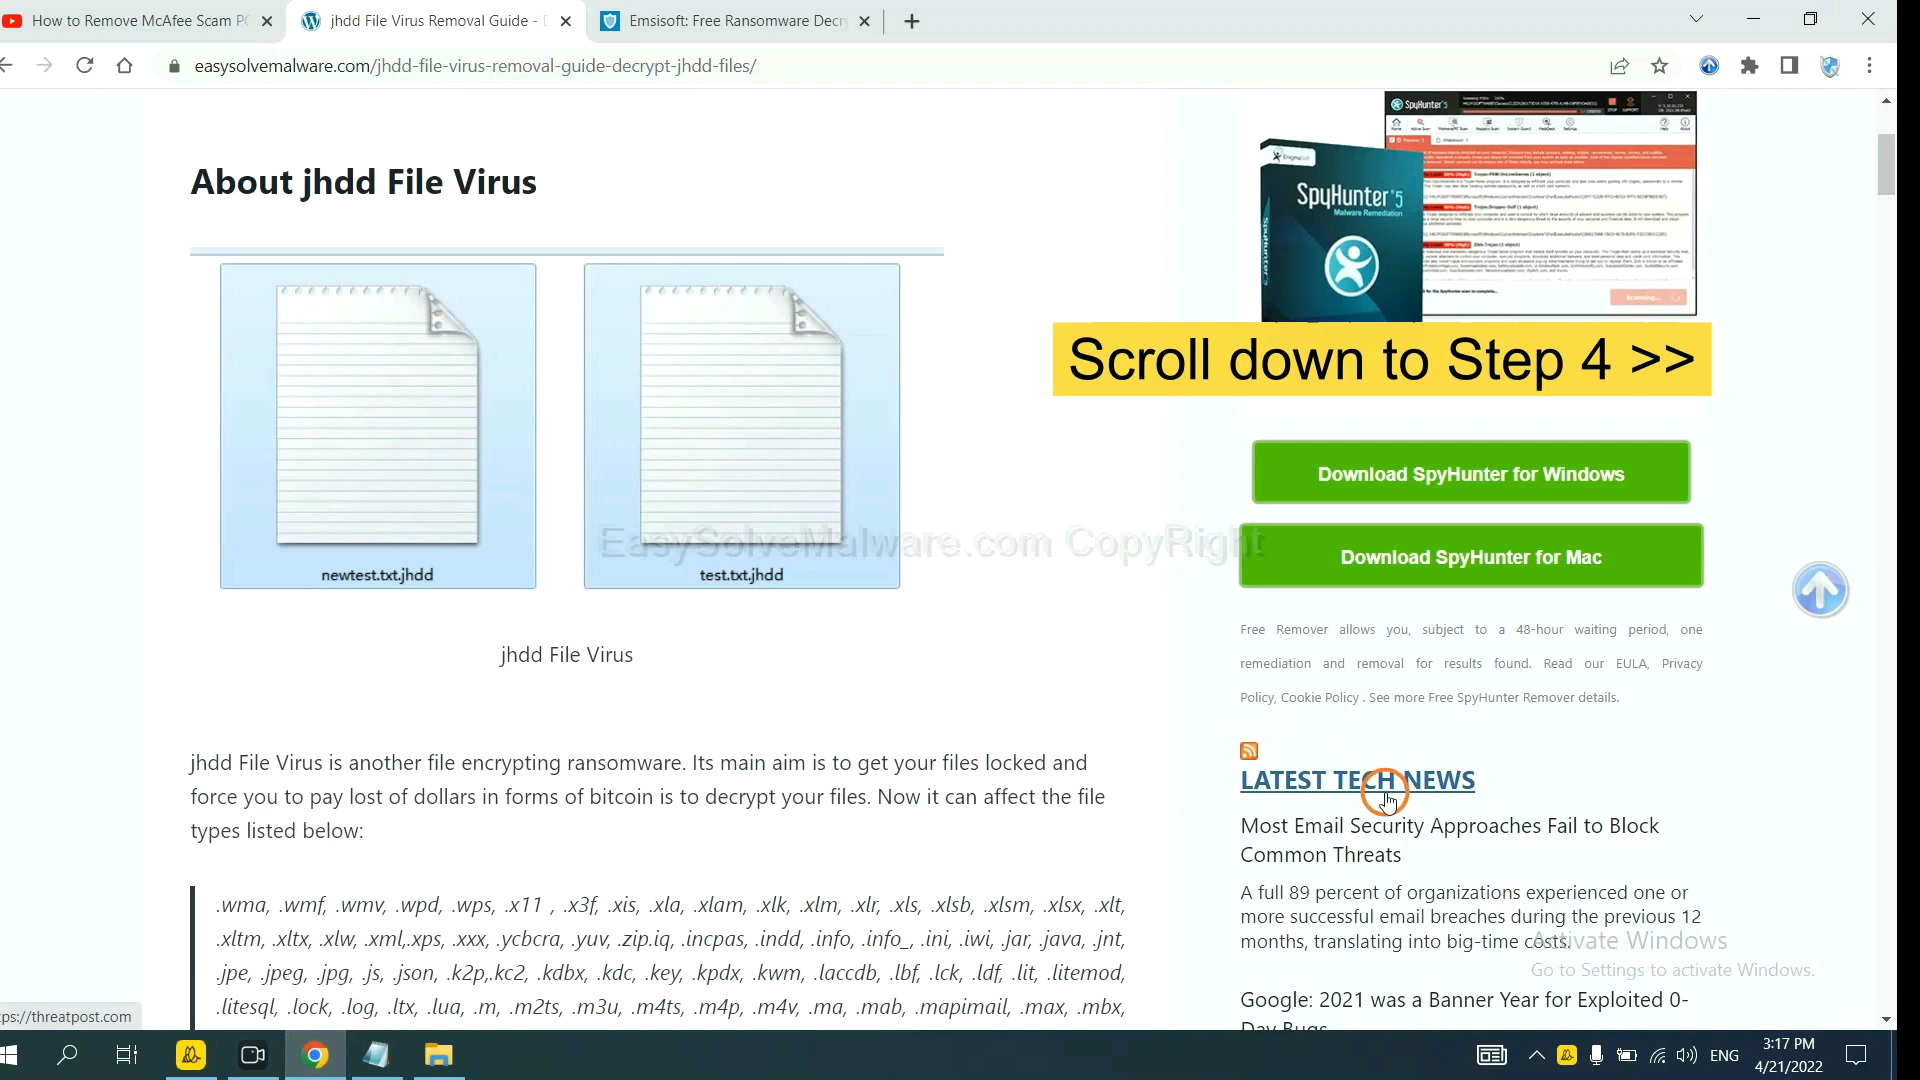 How to Remove McAfee Scam PC
jhdd File Virus Removal Guide - D
Emsisoft: Free Ransomware Decry
easysolvemalware.com/jhdd-file-virus-removal-guide-decrypt-jhdd-files/
About jhdd File Virus
newtest.txt.jhdd
test.txt.jhdd
jhdd File Virus
jhdd File Virus is another file encrypting ransomware. Its main aim is to get your files locked and
force you to pay lost of dollars in forms of bitcoin is to decrypt your files. Now it can affect the file
types listed below:
.wma, .wmf, .wmv, .wpd, .wps, .x11 , .x3f, .xis, .xla, .xlam, .xlk, .xlm, .xlr, .xls, .xlsb, .xlsm, .xlsx, .xlt,
.xltm, .xltx, .xlw, .xml,.xps, .xxx, .ycbcra, .yuv, .zip.iq, .incpas, .indd, .info, .info_, .ini, .iwi, .jar, .java, .jnt,
.jpe, .jpeg, .jpg, .js, .json, .k2p,.kc2, .kdbx, .kdc, .key, .kpdx, .kwm, .laccdb, .lbf, .lck, .ldf, .lit, .litemod,
.litesql, .lock, .log, .ltx, .lua, .m, .m2ts, .m3u, .m4ts, .m4p, .m4v, .ma, .mab, .mapimail, .max, .mbx,
EasySolveMalware.com CopyRight
SpyHunter 5
EnigmaSoft
SpyHunter 5
Malware Remediation
Scroll down to Step 4 >>
Download SpyHunter for Windows
Download SpyHunter for Mac
Free Remover allows you, subject to a 48-hour waiting period, one
remediation and removal for results found. Read our EULA, Privacy
Policy, Cookie Policy . See more Free SpyHunter Remover details.
LATEST TECH NEWS
Most Email Security Approaches Fail to Block
Common Threats
A full 89 percent of organizations experienced one or
more successful email breaches during the previous 12
months, translating into big-time costs.
Google: 2021 was a Banner Year for Exploited 0-
Day Bugs
Activate Windows
Go to Settings to activate Windows.
ps://threatpost.com
ENG
3:17 PM
4/21/2022